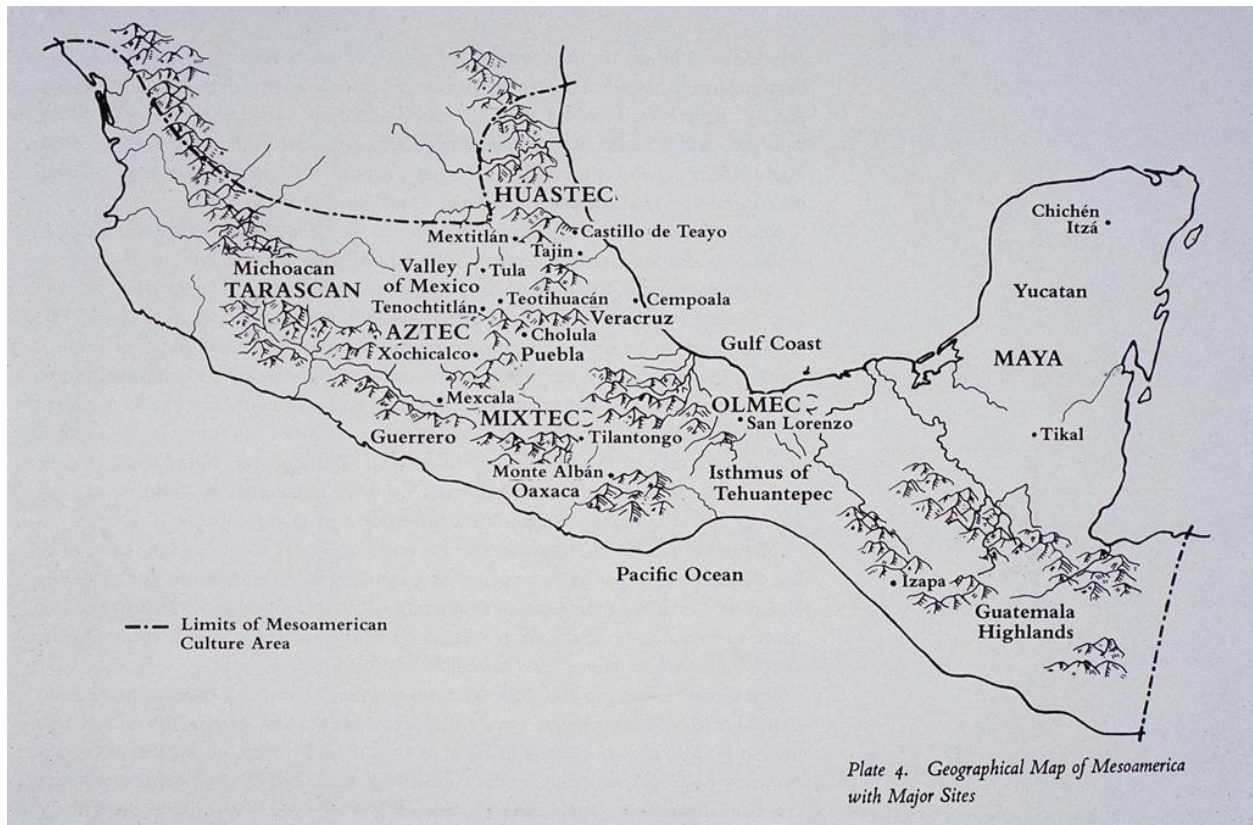 HUASTEC
Mextitlán
Castillo de Teayo
Tajin
Chichén
Itzá
Michoacan
TARASCAN
Valley
of Mexico
Tula
Yucatan
Tenochtitlán
Teotihuacán
Cempoala
Veracruz
AZTEC
Cholula
Xochicalco
Puebla
Gulf Coast
MAYA
Mexcala
MIXTEC
OLMEC
San Lorenzo
Guerrero
Tilantongo
Tikal
Monte Albán
Oaxaca
Isthmus of
Tehuantepec
Pacific Ocean
Izapa
Guatemala
Highlands
Limits of Mesoamerican
Culture Area
Plate 4. Geographical Map of Mesoamerica
with Major Sites